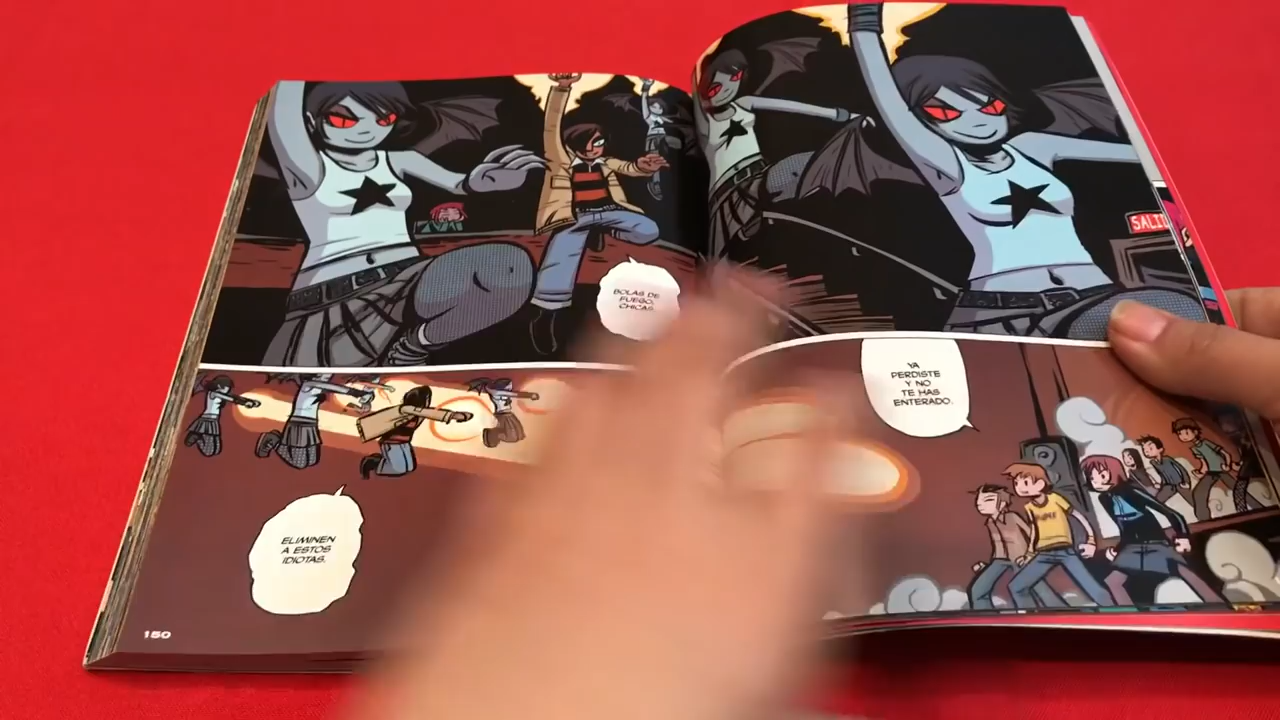 BOLAS DE
FUEGO,
CHICAS.
ELIMINEN
A ESTOS
IDIOTAS.
150
YA
PERDISTE
Y NO
TE HAS
ENTERADO.